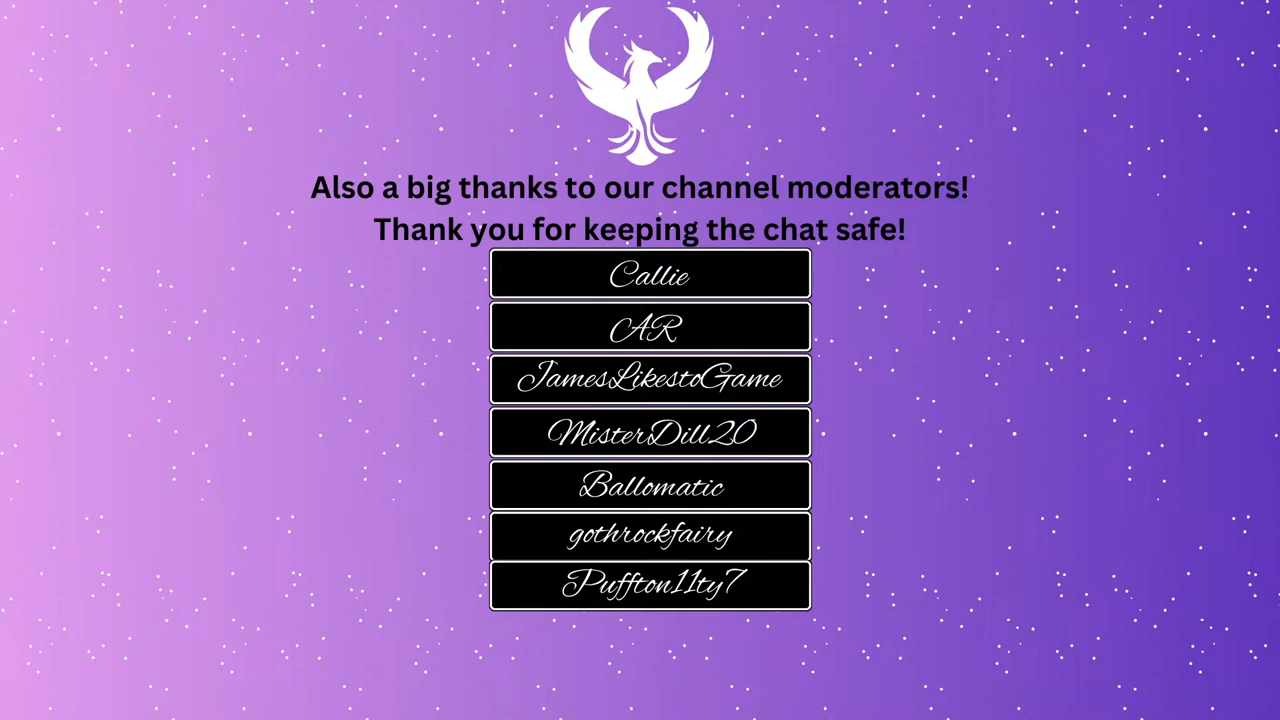 Also a big thanks to our channel moderators!
Thank you for keeping the chat safe!
Callie
AR
JamesLikestoGame
MisterDill20
Ballomatic
gothrockfairy
Puffton11ty7